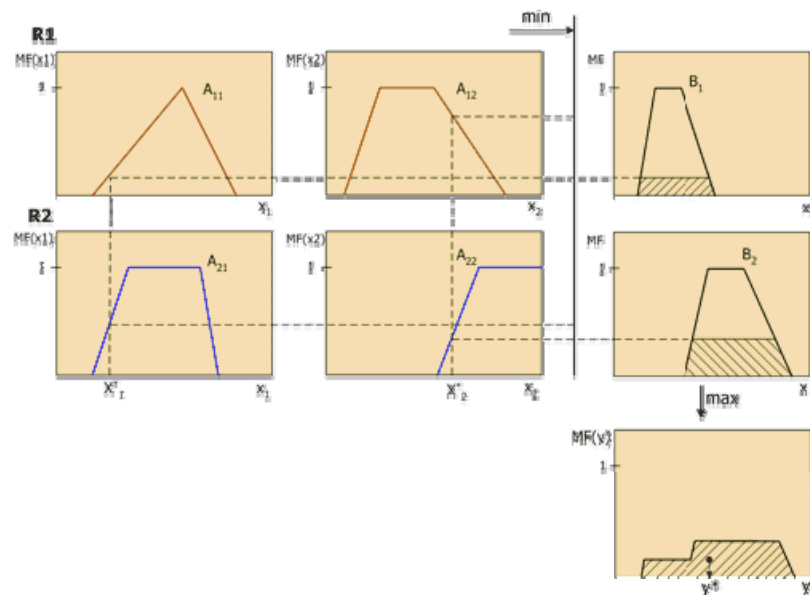 min
R1
MF(x1)
A11
x1
MF(x2)
1
A12
x2
B1
R2
MF(x1)
A21
x1
MF(x2)
A22
B2
x
max
MF(y)
1
y*
y